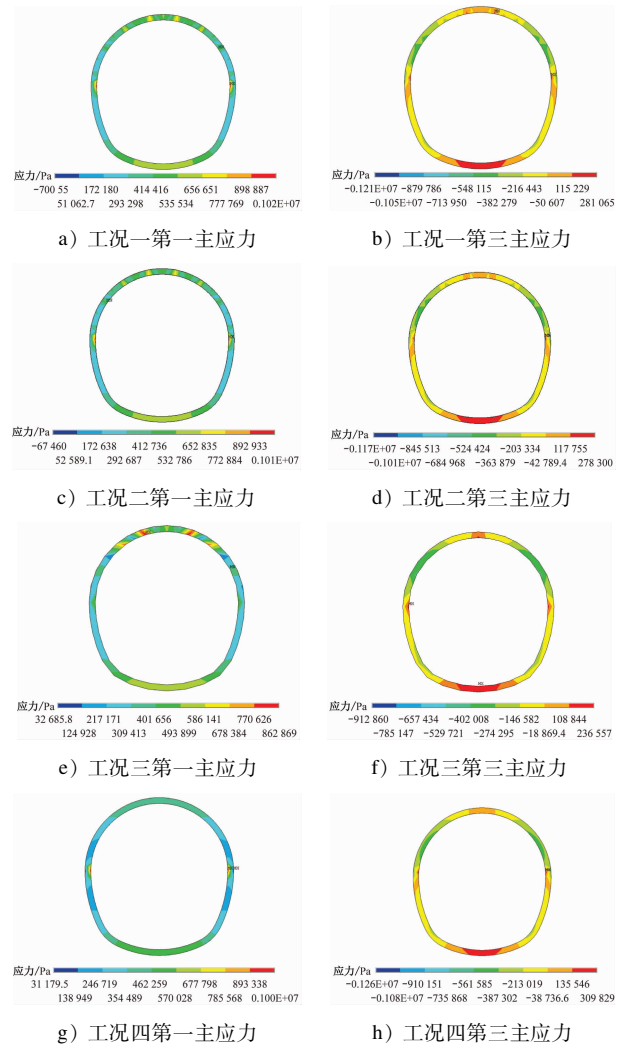 应力/Pa
−700 55 172 180 414 416 656 651 898 887
51 062.7 293 298 535 534 777 769 0.102E+07
a）工况一第一主应力
应力/Pa
−0.121E+07 −879 786 −548 115 −216 443 115 229
−0.105E+07 −713 950 −382 279 −50 607 281 065
b）工况一第三主应力
应力/Pa
−67 460 172 638 412 736 652 835 892 933
52 589.1 292 687 532 786 772 884 0.101E+07
c）工况二第一主应力
应力/Pa
−0.117E+07 −845 513 −524 424 −203 334 117 755
−0.101E+07 −684 968 −363 879 −42 789.4 278 300
d）工况二第三主应力
应力/Pa
32 685.8 217 171 401 656 586 141 770 626
124 928 309 413 493 899 678 384 862 869
e）工况三第一主应力
应力/Pa
−912 860 −657 434 −402 008 −146 582 108 844
−785 147 −529 721 −274 295 −18 869.4 236 557
f）工况三第三主应力
应力/Pa
31 179.5 246 719 462 259 677 798 893 338
138 949 354 489 570 028 785 568 0.100E+07
g）工况四第一主应力
应力/Pa
−0.126E+07 −910 151 −561 585 −213 019 135 546
−0.108E+07 −735 868 −387 302 −38 736.6 309 829
h）工况四第三主应力